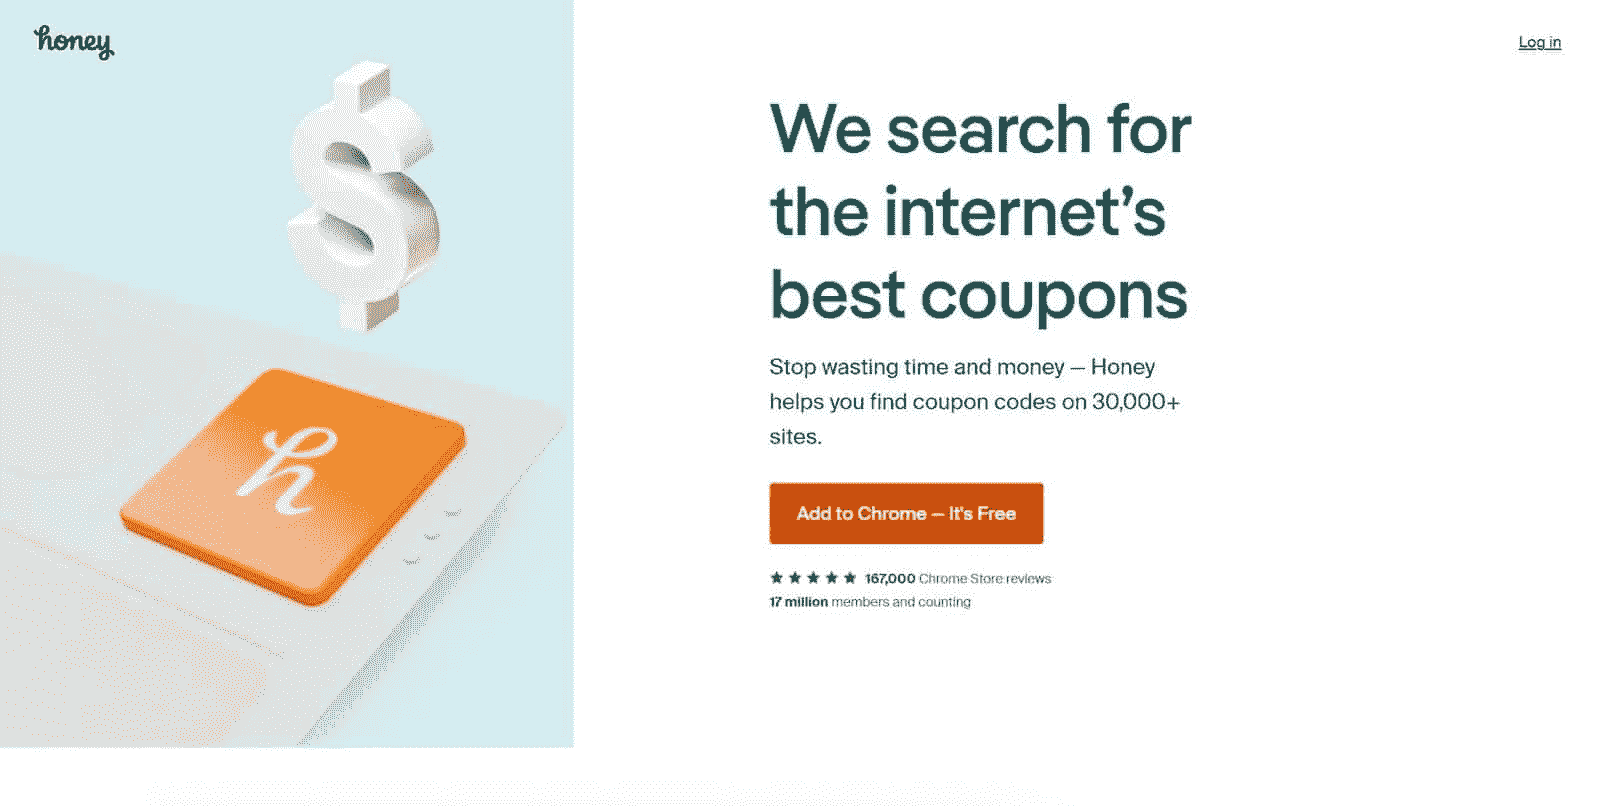 honey
Log in
We search for
the internet’s
best coupons
Stop wasting time and money — Honey
helps you find coupon codes on 30,000+
sites.
Add to Chrome — It's Free
167,000 Chrome Store reviews
17 million members and counting
h
$